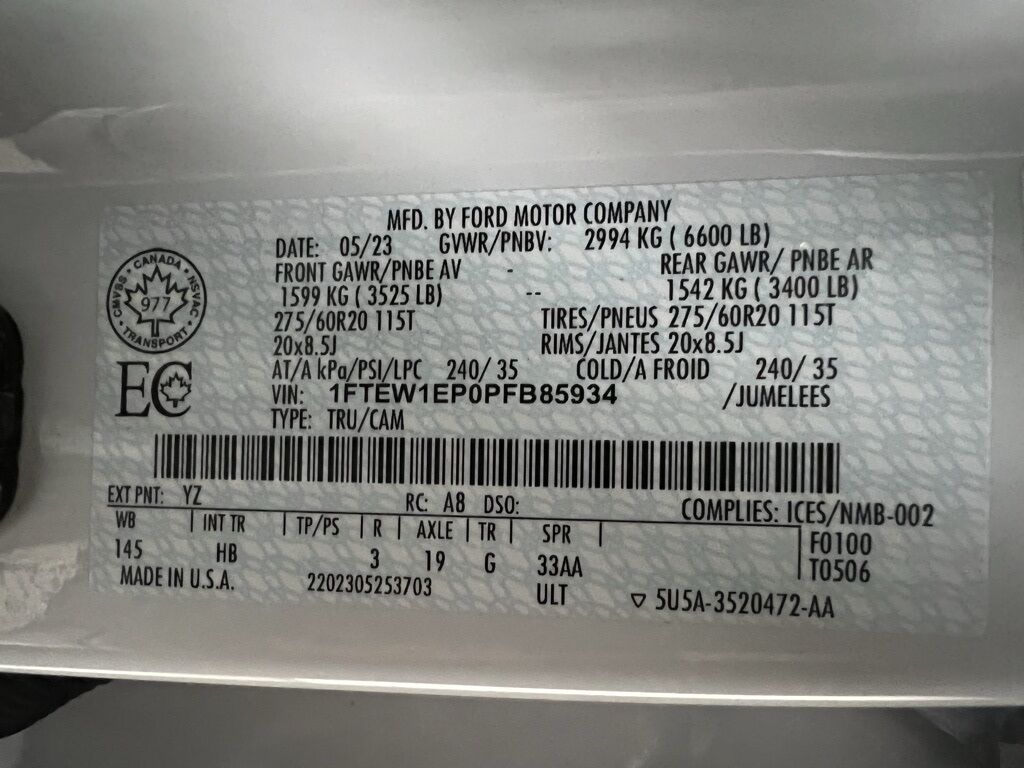 MFD. BY FORD MOTOR COMPANY
DATE: 05/23 GVWR/PNBV: 2994 KG ( 6600 LB)
FRONT GAWR/PNBE AV - REAR GAWR/ PNBE AR
1599 KG ( 3525 LB) -- 1542 KG ( 3400 LB)
275/60R20 115T TIRES/PNEUS 275/60R20 115T
20x8.5J RIMS/JANTES 20x8.5J
AT/A kPa/PSI/LPC 240/ 35 COLD/A FROID 240/ 35
VIN: 1FTEW1EP0PFB85934 /JUMELEES
TYPE: TRU/CAM
CANADA
CMVSS NSVAC
977
TRANSPORT
EC
EXT PNT: YZ RC: A8 DSO: COMPLIES: ICES/NMB-002
WB | INT TR | TP/PS | R | AXLE | TR | SPR | F0100
145 HB 3 19 G 33AA T0506
MADE IN U.S.A. 2202305253703 ULT ▽ 5U5A-3520472-AA